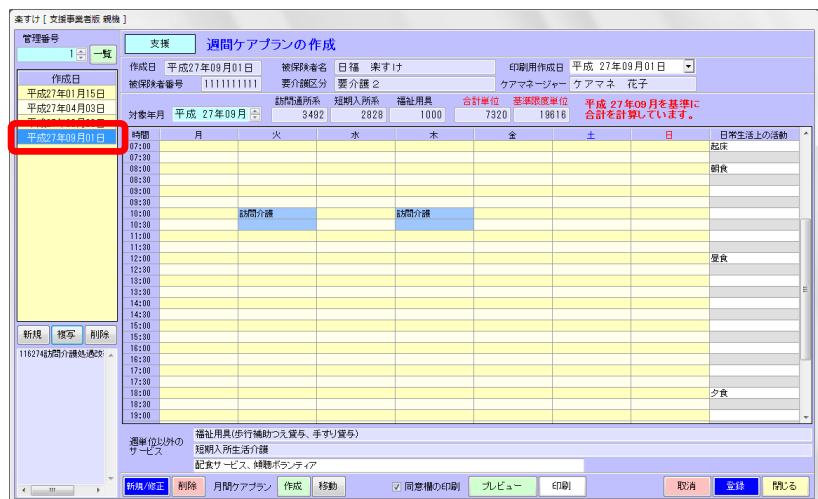 楽すけ [ 支援事業者版 親機 ]
管理番号
1 一覧
作成日
平成27年01月15日
平成27年04月03日
平成27年09月01日
新規 複写 削除
116274訪問介護処遇改
支援 週間ケアプランの作成
作成日 平成27年09月01日 被保険者名 日福 楽すけ 印刷用作成日 平成 27年09月01日
被保険者番号 1111111111 要介護区分 要介護2 ケアマネージャー ケアマネ 花子
訪問通所系 短期入所系 福祉用具 合計単位 基準限度単位 平成 27年09月を基準に
対象年月 平成 27年09月 3492 2828 1000 7320 19616 合計を計算しています。
時間 月 火 水 木 金 土 日 日常生活上の活動
07:00 起床
07:30
08:00 朝食
08:30
09:00
09:30
10:00 訪問介護 訪問介護
10:30
11:00
11:30
12:00 昼食
12:30
13:00
13:30
14:00
14:30
15:00
15:30
16:00
16:30
17:00
17:30
18:00 夕食
18:30
19:00
週単位以外の
サービス
福祉用具(歩行補助つえ貸与、手すり貸与)
短期入所生活介護
配食サービス、傾聴ボランティア
新規/修正 削除 月間ケアプラン 作成 移動 同意欄の印刷 プレビュー 印刷 取消 登録 閉じる